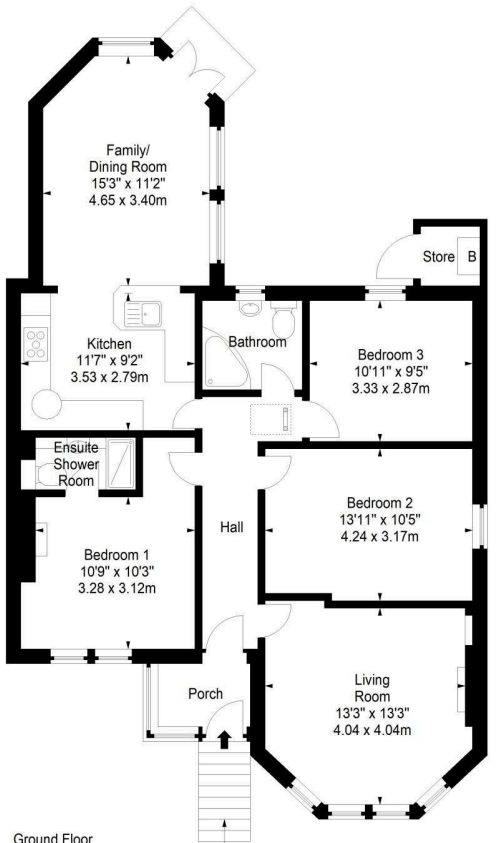 Family/
Dining Room
15'3" x 11'2"
4.65 x 3.40m
Store
B
Kitchen
11'7" x 9'2"
3.53 x 2.79m
Bathroom
Bedroom 3
10'11" x 9'5"
3.33 x 2.87m
Ensuite
Shower
Room
Bedroom 2
13'11" x 10'5"
4.24 x 3.17m
Hall
Bedroom 1
10'9" x 10'3"
3.28 x 3.12m
Porch
Living
Room
13'3" x 13'3"
4.04 x 4.04m
Ground Floor